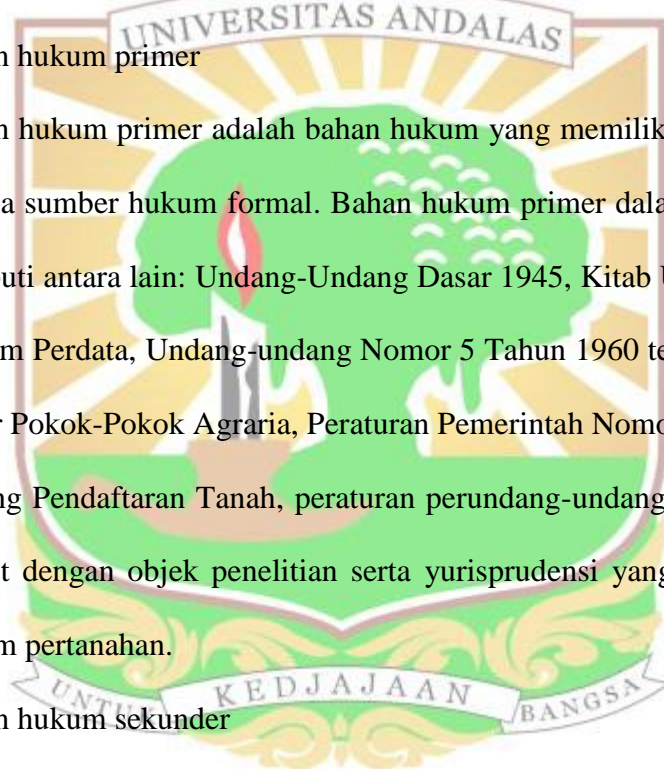 UNIVERSITAS ANDALAS
n hukum primer
n hukum primer adalah bahan hukum yang memilik
a sumber hukum formal. Bahan hukum primer dala
outi antara lain: Undang-Undang Dasar 1945, Kitab U
m Perdata, Undang-undang Nomor 5 Tahun 1960 te
r Pokok-Pokok Agraria, Peraturan Pemerintah Nomo
ng Pendaftaran Tanah, peraturan perundang-undang
t dengan objek penelitian serta yurisprudensi yang
m pertanahan.
UNTUK KEDJAJAAN BANGSA
n hukum sekunder